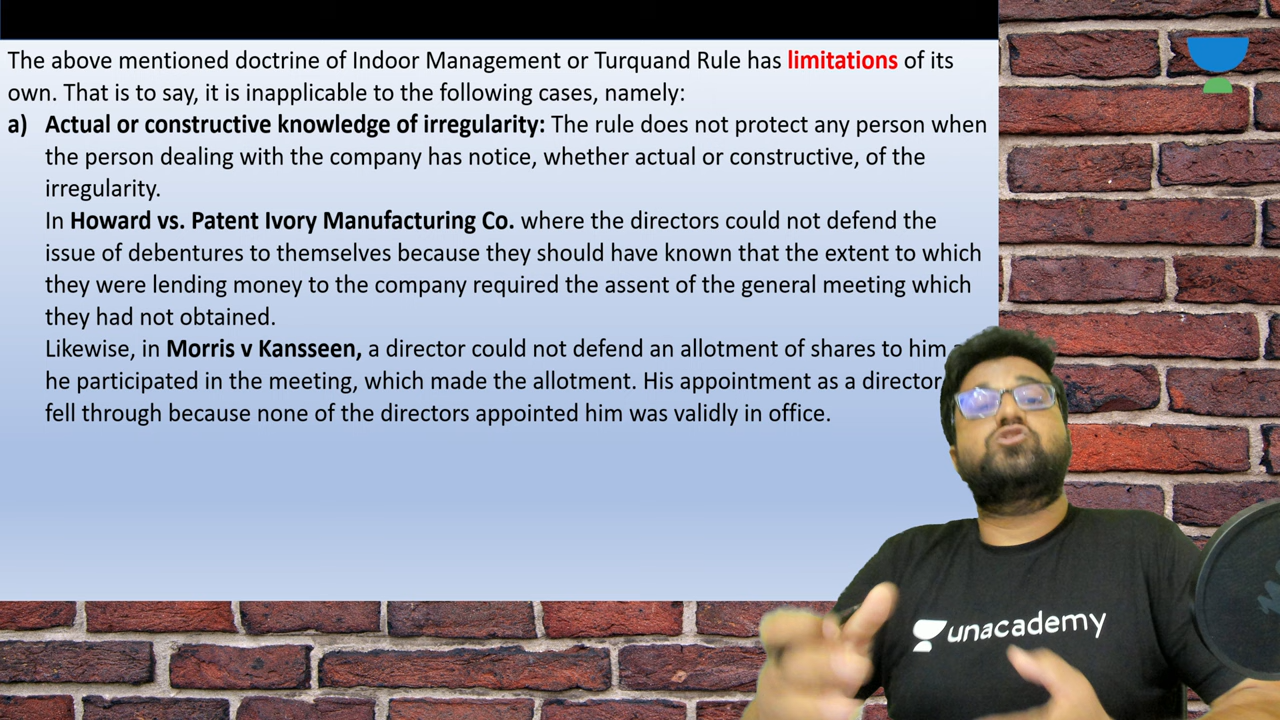 The above mentioned doctrine of Indoor Management or Turquand Rule has limitations of its
own. That is to say, it is inapplicable to the following cases, namely:
a) Actual or constructive knowledge of irregularity: The rule does not protect any person when
the person dealing with the company has notice, whether actual or constructive, of the
irregularity.
In Howard vs. Patent Ivory Manufacturing Co. where the directors could not defend the
issue of debentures to themselves because they should have known that the extent to which
they were lending money to the company required the assent of the general meeting which
they had not obtained.
Likewise, in Morris v Kansseen, a director could not defend an allotment of shares to him
he participated in the meeting, which made the allotment. His appointment as a director
fell through because none of the directors appointed him was validly in office.
unacademy